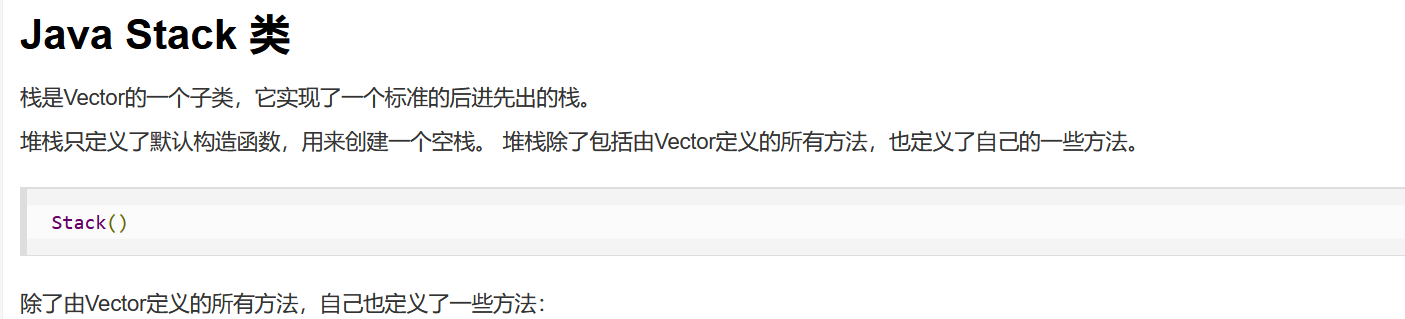 Java Stack 类
栈是Vector的一个子类，它实现了一个标准的后进先出的栈。
堆栈只定义了默认构造函数，用来创建一个空栈。 堆栈除了包括由Vector定义的所有方法，也定义了自己的一些方法。
Stack()
除了由Vector定义的所有方法，自己也定义了一些方法：